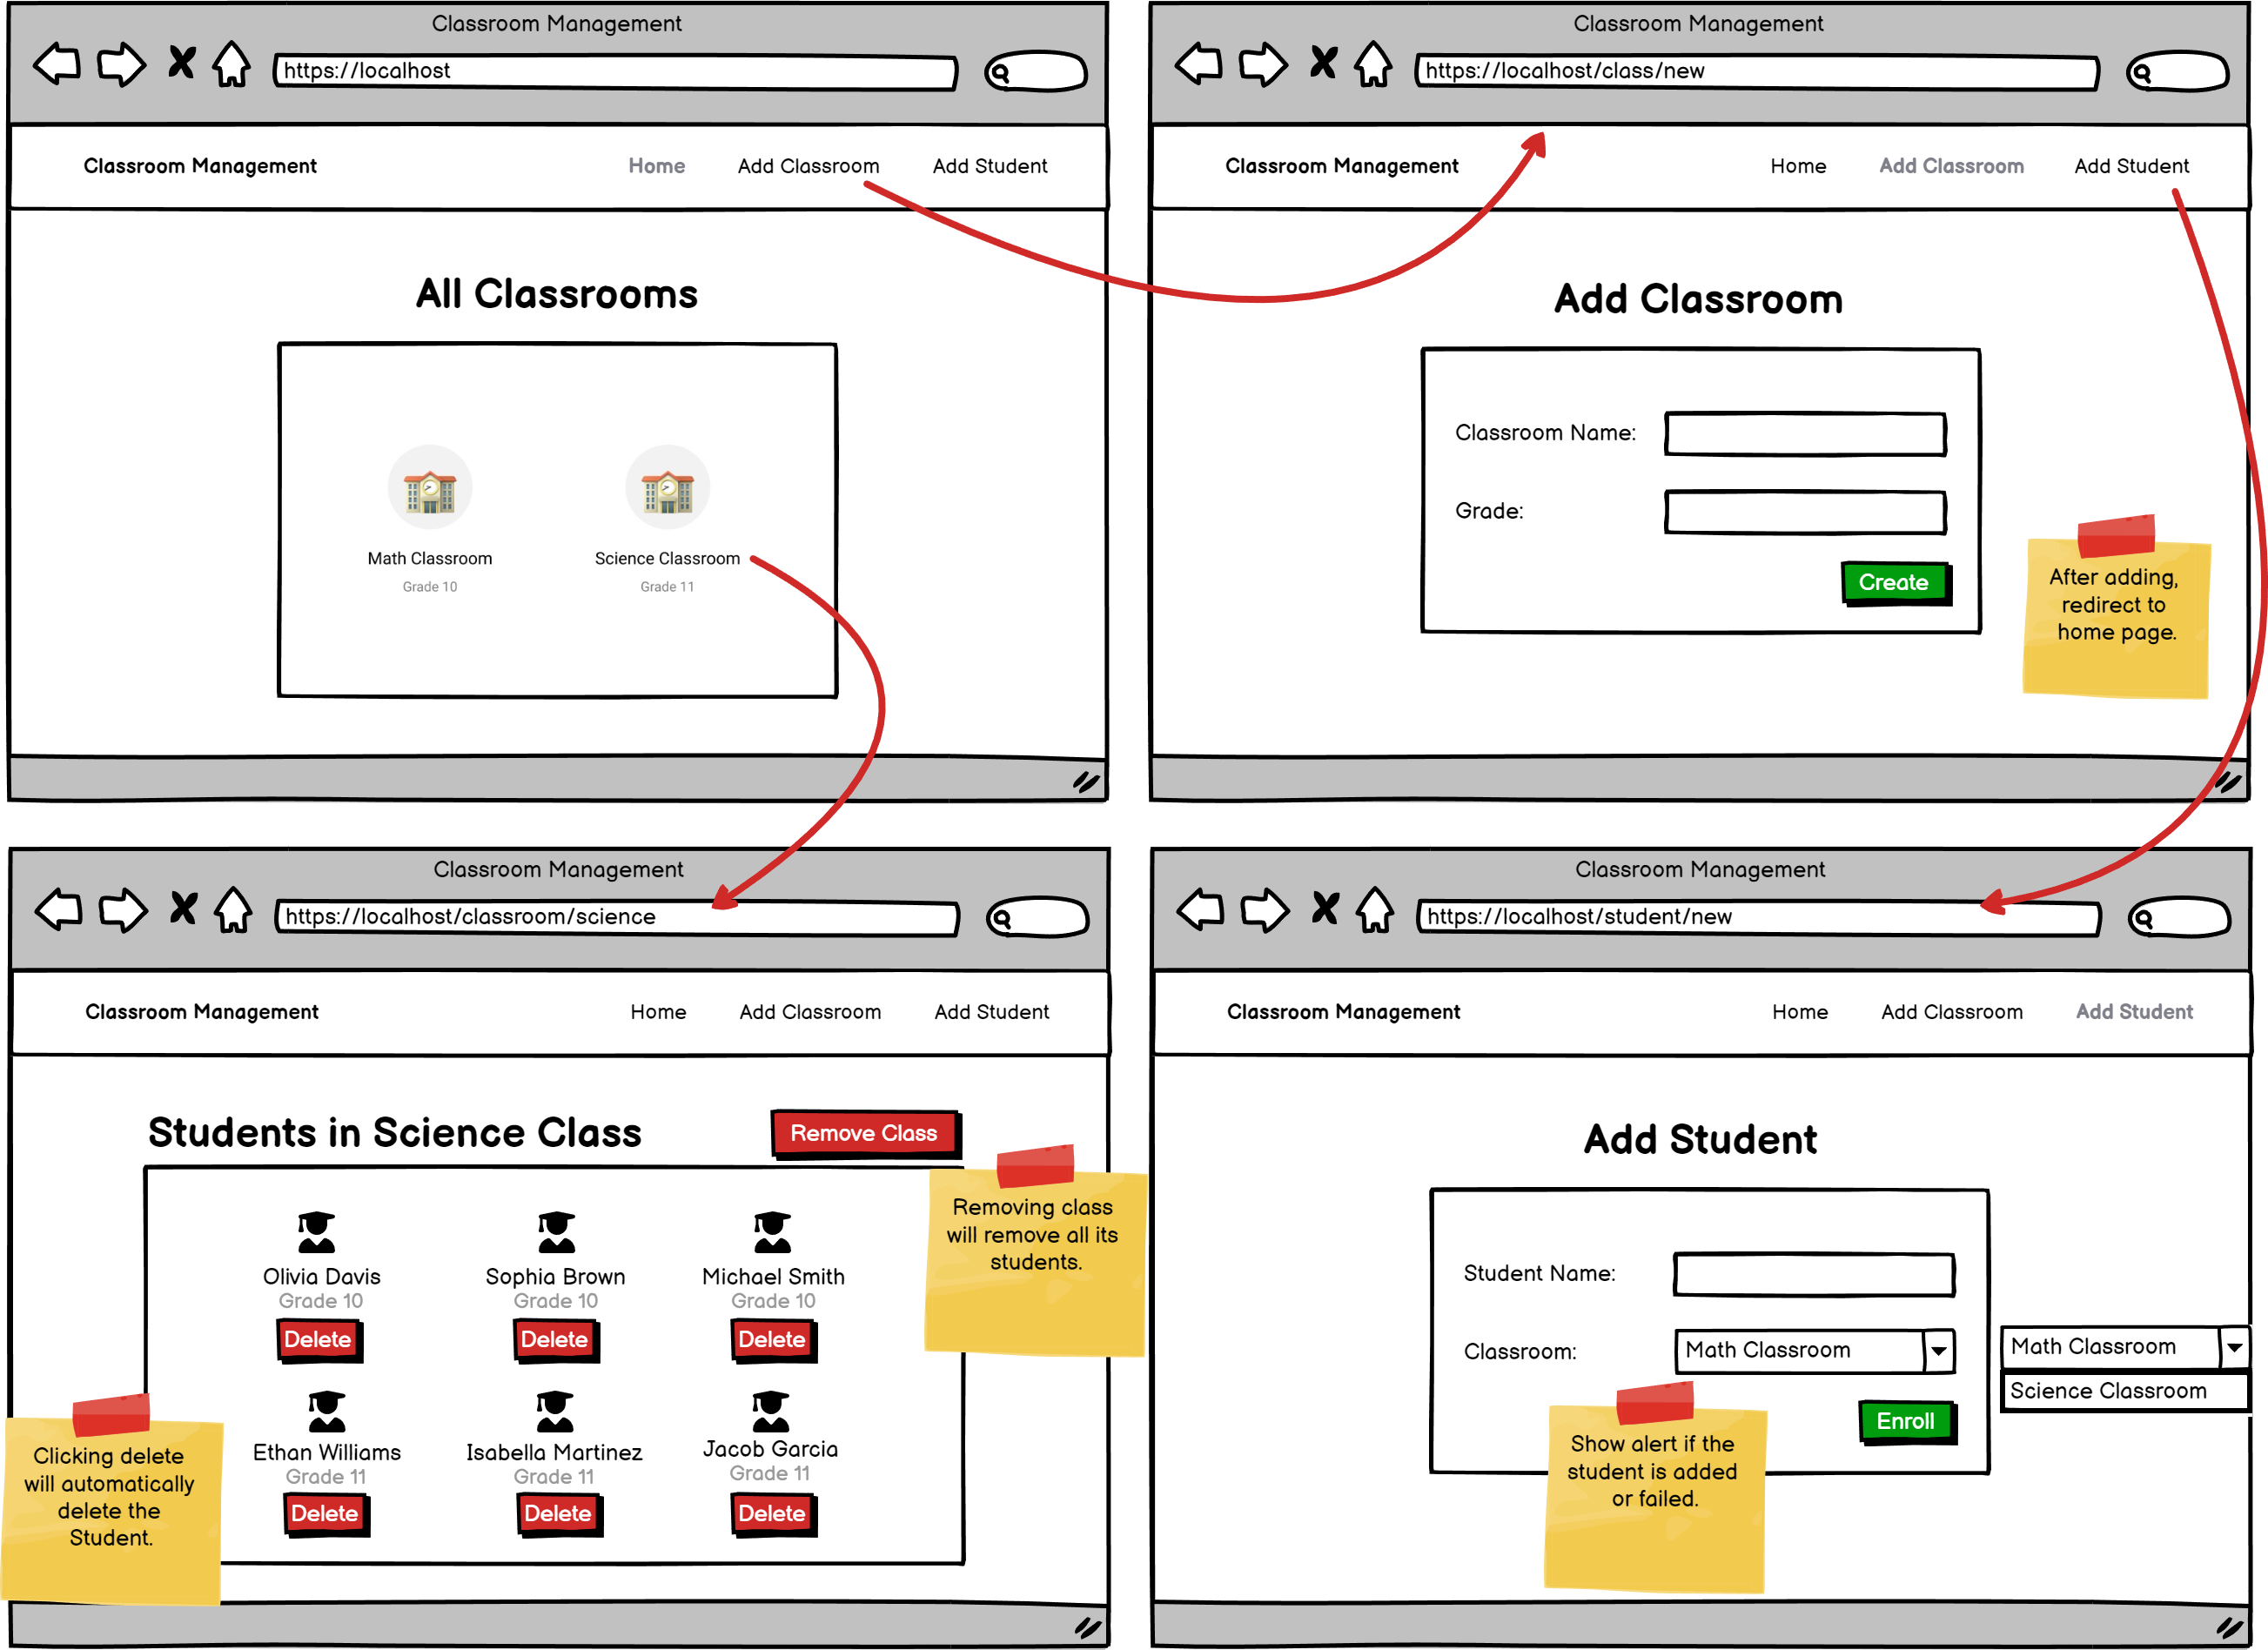 Classroom Management
https://localhost
Classroom Management
Home
Add Classroom
Add Student
All Classrooms
Math Classroom
Grade 10
Science Classroom
Grade 11
Classroom Management
https://localhost/class/new
Classroom Management
Home
Add Classroom
Add Student
Add Classroom
Classroom Name:
Grade:
Create
After adding,
redirect to
home page.
Classroom Management
https://localhost/classroom/science
Classroom Management
Home
Add Classroom
Add Student
Students in Science Class
Remove Class
Removing class
will remove all its
students.
Olivia Davis
Grade 10
Delete
Sophia Brown
Grade 10
Delete
Michael Smith
Grade 10
Delete
Ethan Williams
Grade 11
Delete
Isabella Martinez
Grade 11
Delete
Jacob Garcia
Grade 11
Delete
Clicking delete
will automatically
delete the
Student.
Classroom Management
https://localhost/student/new
Classroom Management
Home
Add Classroom
Add Student
Add Student
Student Name:
Classroom:
Math Classroom
Enroll
Math Classroom
Science Classroom
Show alert if the
student is added
or failed.